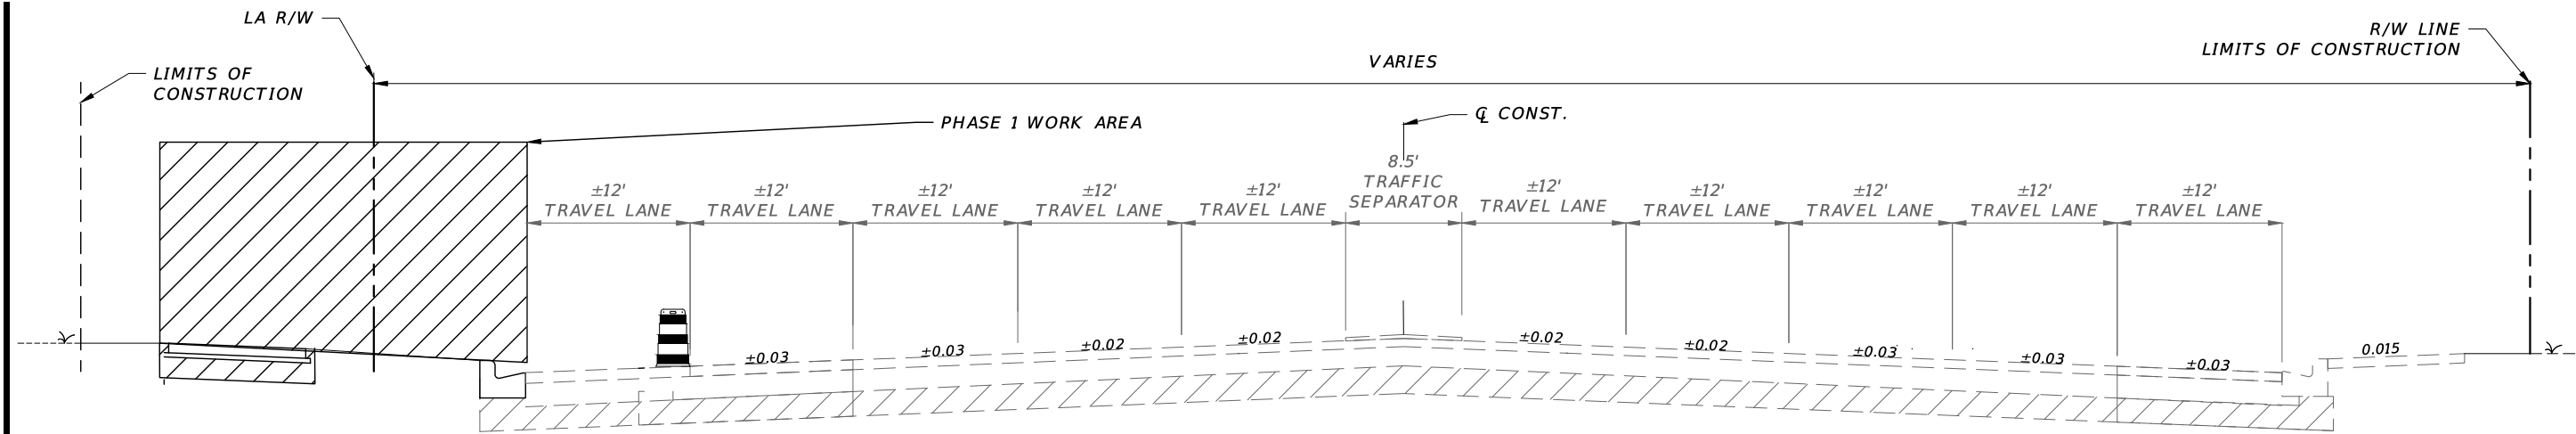 LA R/W
R/W LINE
LIMITS OF CONSTRUCTION
VARIES
LIMITS OF
CONSTRUCTION
PHASE 1 WORK AREA
℄ CONST.
±12'
TRAVEL LANE
±12'
TRAVEL LANE
±12'
TRAVEL LANE
±12'
TRAVEL LANE
±12'
TRAVEL LANE
8.5'
TRAFFIC
SEPARATOR
±12'
TRAVEL LANE
±12'
TRAVEL LANE
±12'
TRAVEL LANE
±12'
TRAVEL LANE
±12'
TRAVEL LANE
±0.03
±0.03
±0.02
±0.02
±0.02
±0.02
±0.03
±0.03
±0.03
0.015